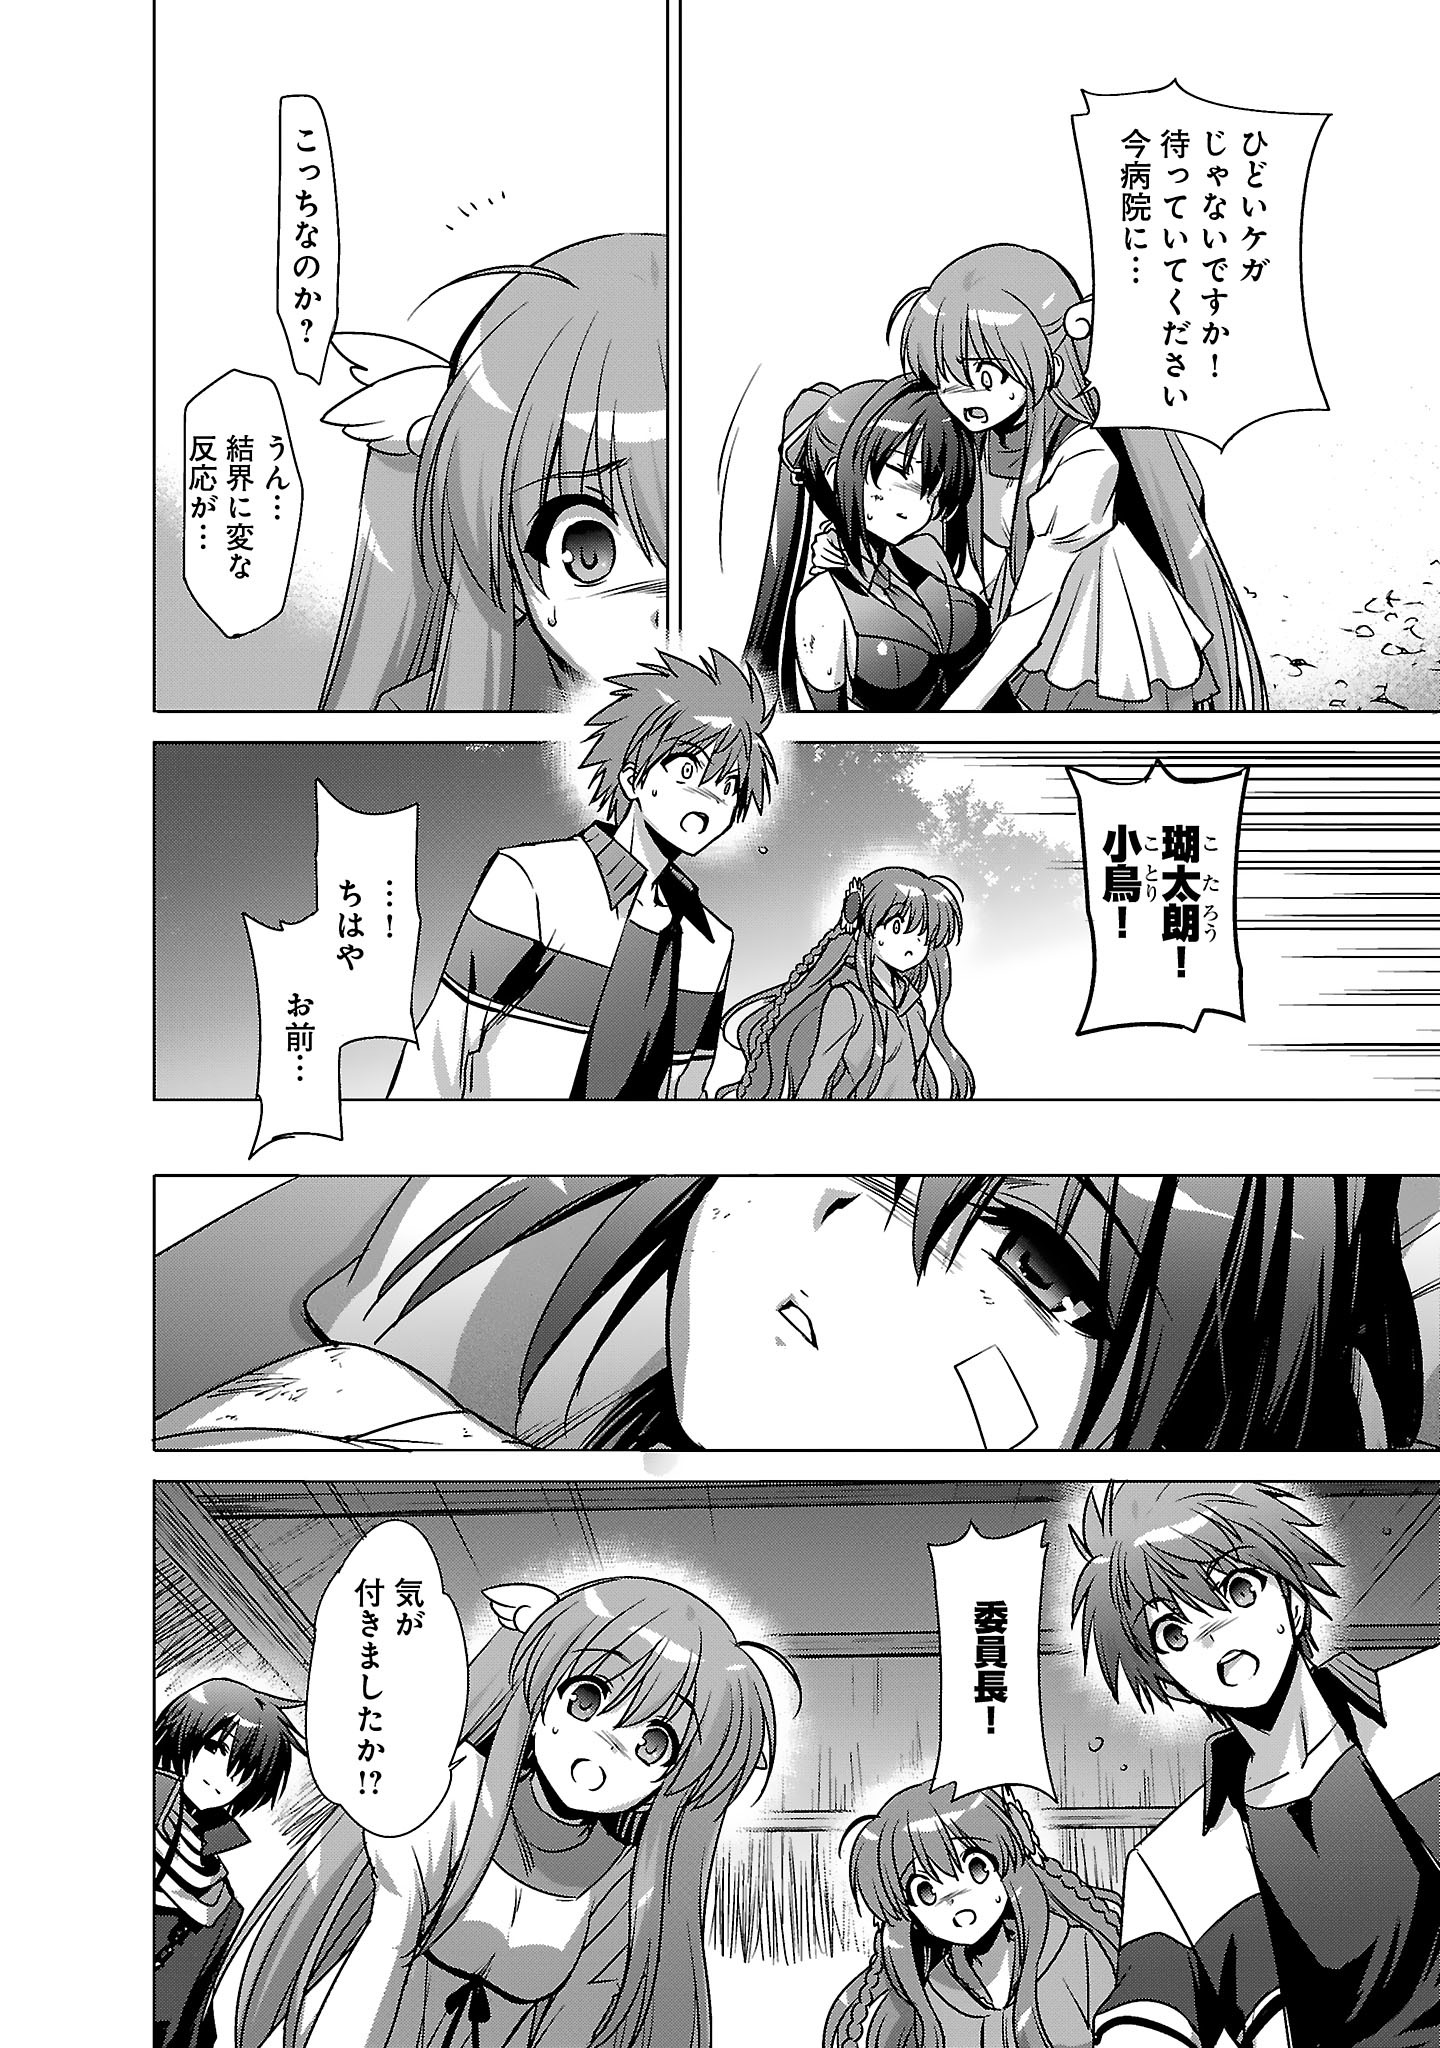 ひどいケガ
じゃないですか！
待っていてください
今病院に…
こっちなのか？
うん…
結界に変な
反応が…
瑚太朗！
こたろう
小鳥！
ことり
…！
ちはや
お前…
委員長！
気が
付きましたか!?